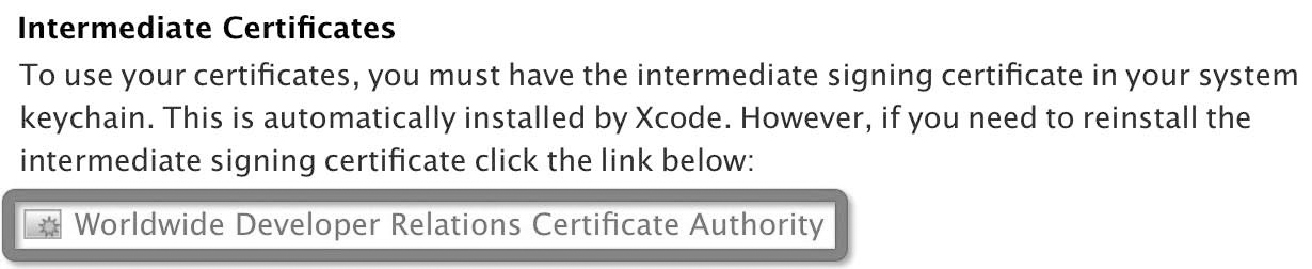 Intermediate Certificates
To use your certificates, you must have the intermediate signing certificate in your system
keychain. This is automatically installed by Xcode. However, if you need to reinstall the
intermediate signing certificate click the link below:
Worldwide Developer Relations Certificate Authority